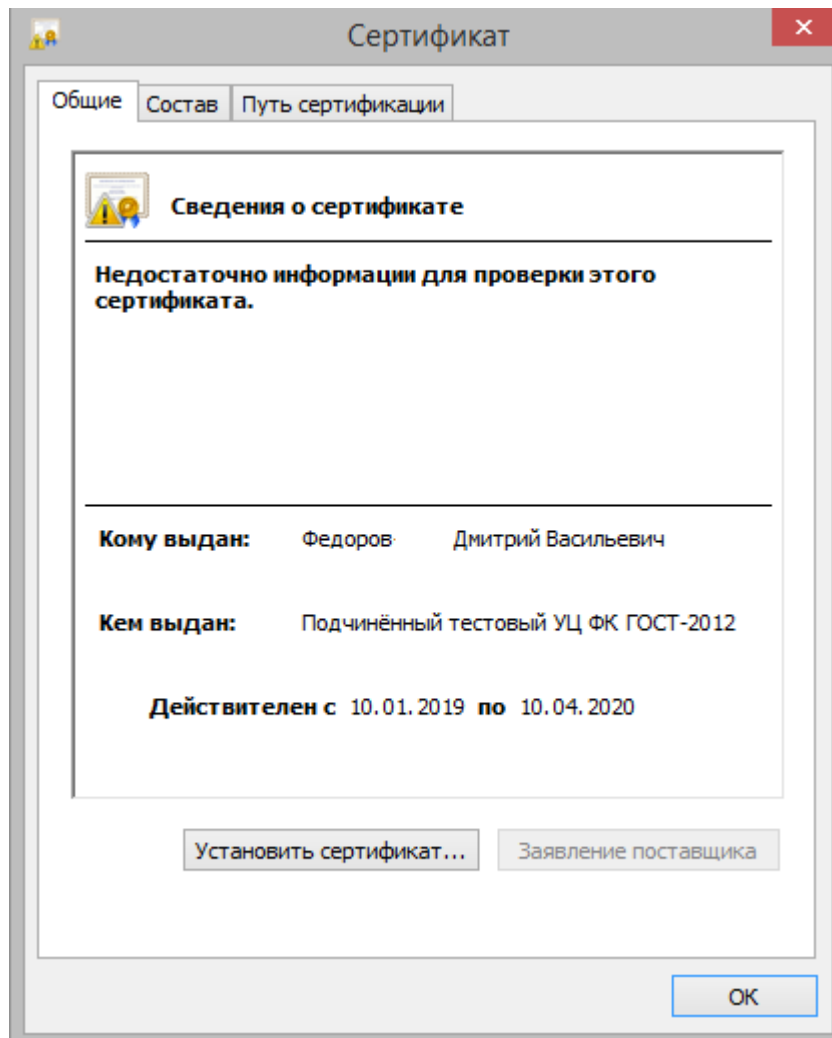 Сертификат
Общие Состав Путь сертификации
Сведения о сертификате
Недостаточно информации для проверки этого
сертификата.
Кому выдан: Федоров Дмитрий Васильевич
Кем выдан: Подчинённый тестовый УЦ ФК ГОСТ-2012
Действителен с 10.01.2019 по 10.04.2020
Установить сертификат... Заявление поставщика
ОК